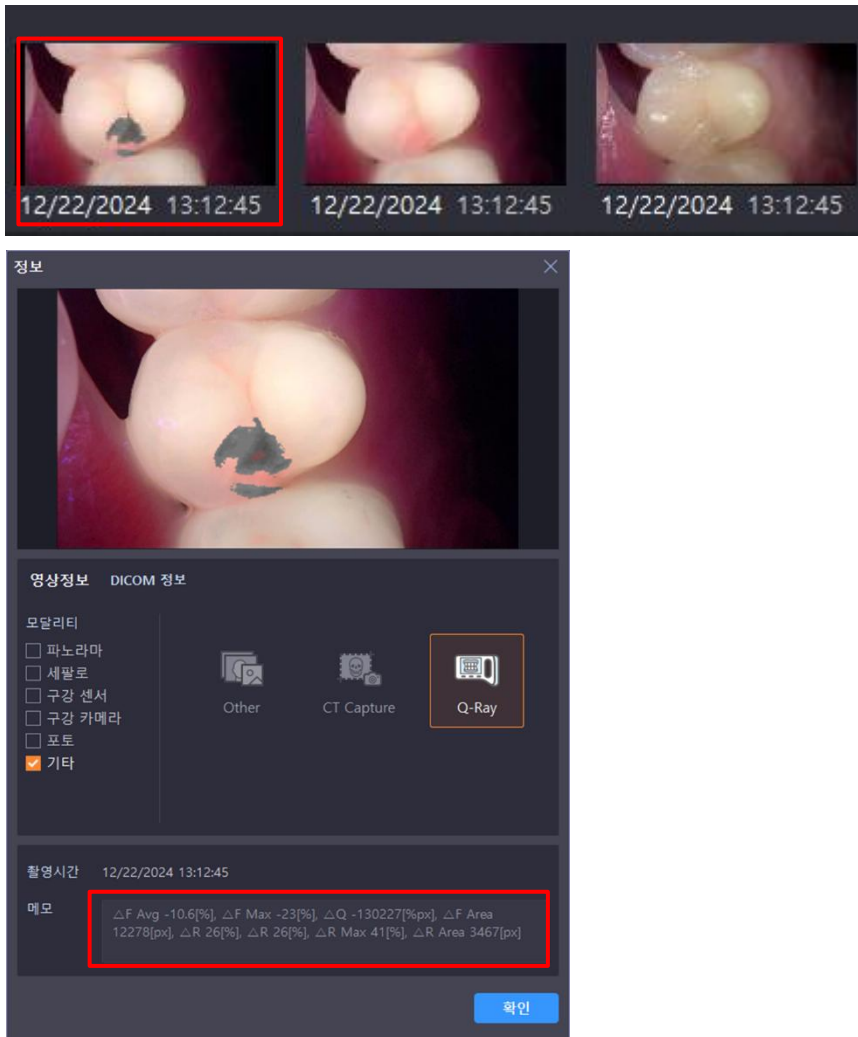 12/22/2024 13:12:45
12/22/2024 13:12:45
12/22/2024 13:12:45
정보
영상정보 DICOM 정보
모달리티
파노라마
세팔로
구강 센서
구강 카메라
포토
기타
Other
CT Capture
Q-Ray
촬영시간 12/22/2024 13:12:45
메모
△F Avg -10.6[%], △F Max -23[%], △Q -130227[%px], △F Area
12278[px], △R 26[%], △R 26[%], △R Max 41[%], △R Area 3467[px]
확인